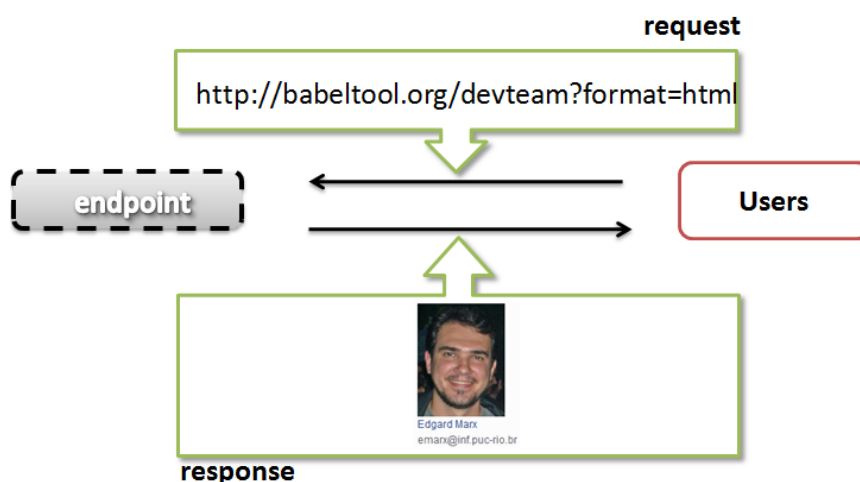 request
http://babeltool.org/devteam?format=html
endpoint
Users
Edgard Marx
emarx@inf.puc-rio.br
response